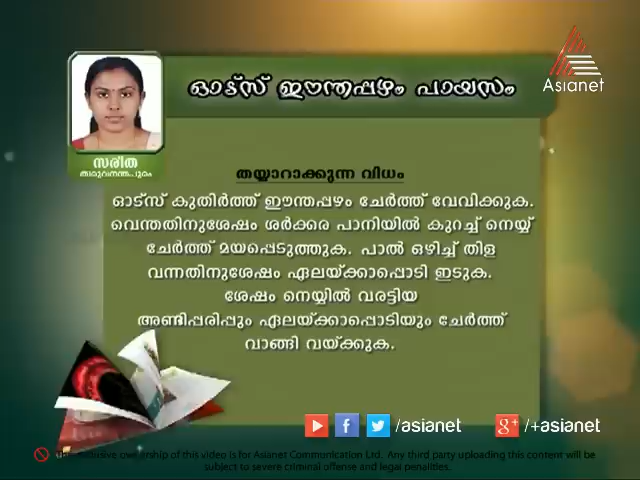 ഓട്സ് ഈന്തപ്പഴം പായസം
Asianet
സരിത
തിരുവനന്തപുരം
തയ്യാറാക്കുന്ന വിധം
ഓട്സ് കുതിർത്ത് ഈന്തപ്പഴം ചേർത്ത് വേവിക്കുക.
വെന്തതിനുശേഷം ശർക്കര പാനിയിൽ കുറച്ച് നെയ്യ്
ചേർത്ത് മയപ്പെടുത്തുക. പാൽ ഒഴിച്ച് തിള
വന്നതിനുശേഷം ഏലയ്ക്കാപ്പൊടി ഇടുക.
ശേഷം നെയ്യിൽ വരട്ടിയ
അണ്ടിപ്പരിപ്പും ഏലയ്ക്കാപ്പൊടിയും ചേർത്ത്
വാങ്ങി വയ്ക്കുക.
/asianet g+ /+asianet
exclusive ownership of this video is for Asianet Communication Ltd. Any third party uploading this content will be
subject to severe criminal offense and legal penalities.